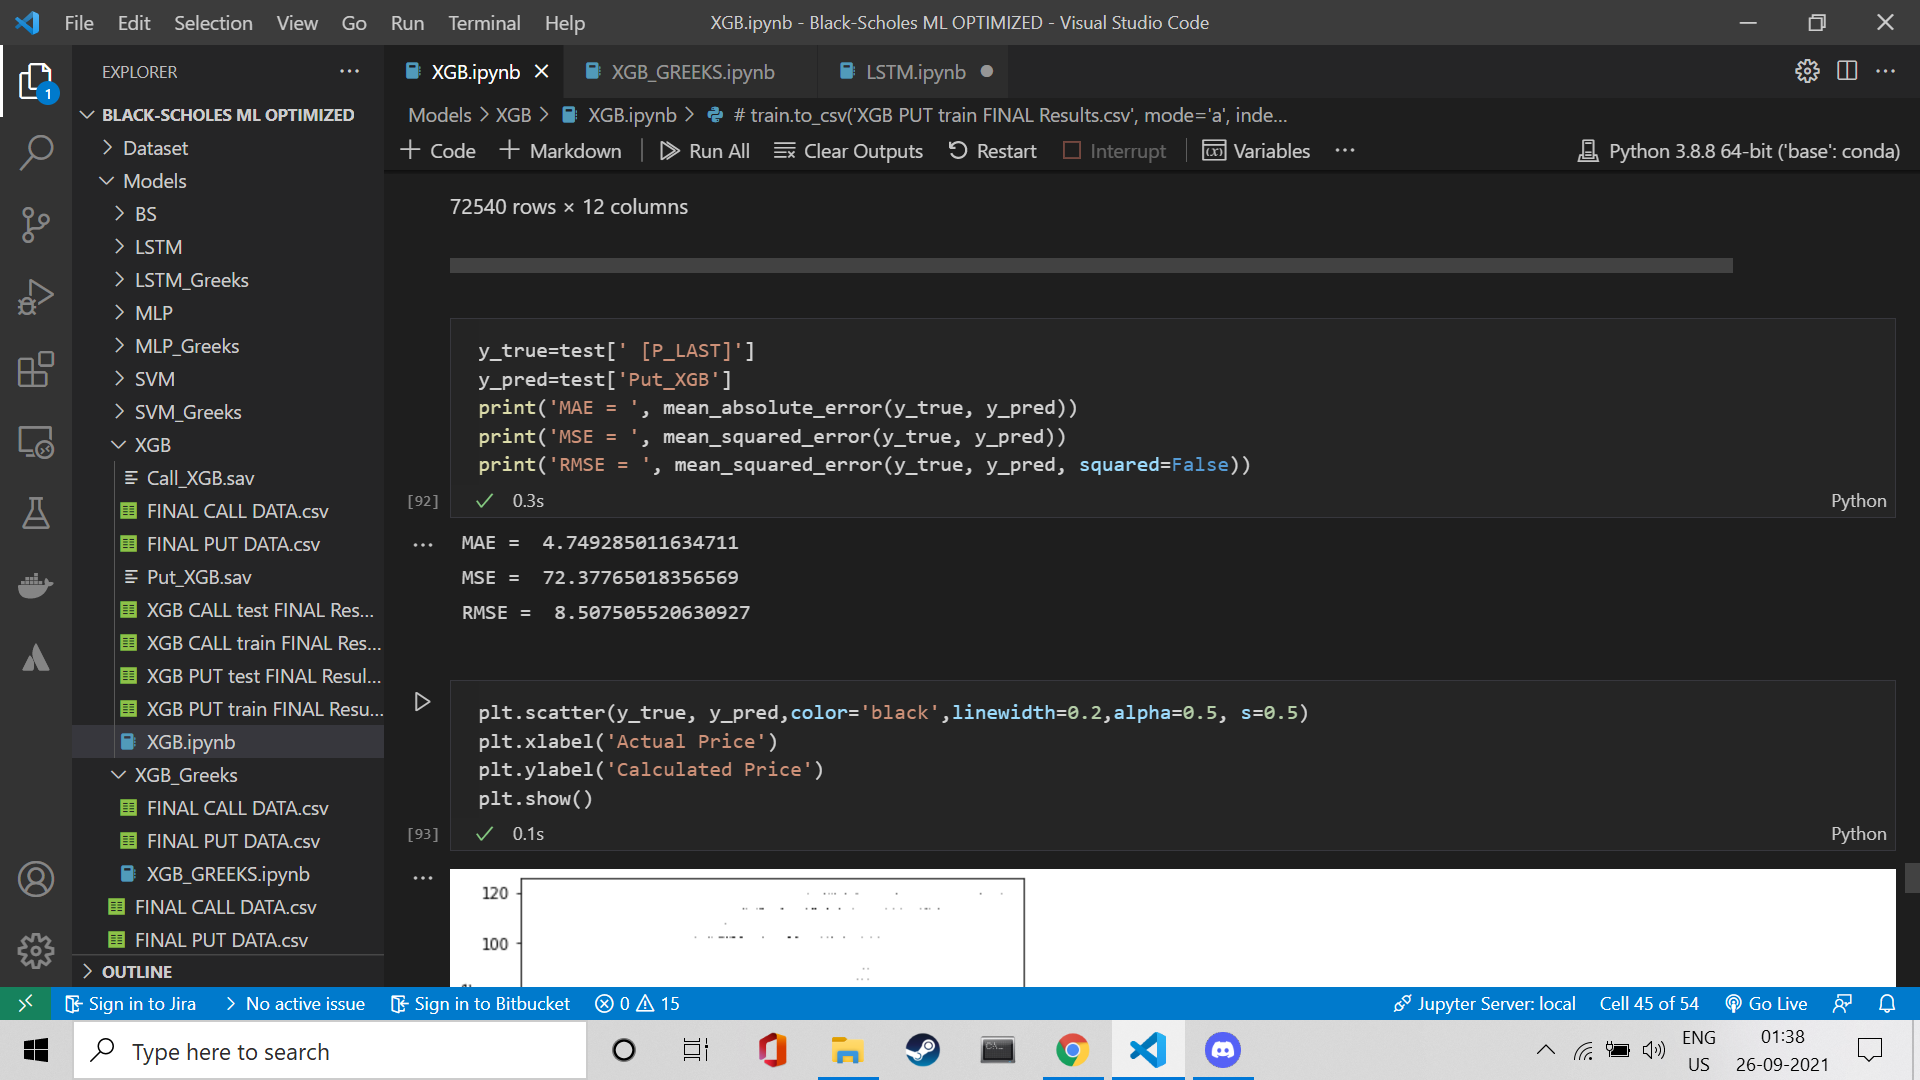 File Edit Selection View Go Run Terminal Help
XGB.ipynb - Black-Scholes ML OPTIMIZED - Visual Studio Code
EXPLORER
XGB.ipynb
XGB_GREEKS.ipynb
LSTM.ipynb
1
BLACK-SCHOLES ML OPTIMIZED
Dataset
Models
BS
LSTM
LSTM_Greeks
MLP
MLP_Greeks
SVM
SVM_Greeks
XGB
Call_XGB.sav
FINAL CALL DATA.csv
FINAL PUT DATA.csv
Put_XGB.sav
XGB CALL test FINAL Res...
XGB CALL train FINAL Res...
XGB PUT test FINAL Resul...
XGB PUT train FINAL Resu...
XGB.ipynb
XGB_Greeks
FINAL CALL DATA.csv
FINAL PUT DATA.csv
XGB_GREEKS.ipynb
FINAL CALL DATA.csv
FINAL PUT DATA.csv
OUTLINE
Models > XGB > XGB.ipynb > # train.to_csv('XGB PUT train FINAL Results.csv', mode='a', inde...
+ Code + Markdown Run All Clear Outputs Restart Interrupt Variables ... Python 3.8.8 64-bit ('base': conda)
72540 rows × 12 columns
y_true=test[' [P_LAST]']
y_pred=test['Put_XGB']
print('MAE = ', mean_absolute_error(y_true, y_pred))
print('MSE = ', mean_squared_error(y_true, y_pred))
print('RMSE = ', mean_squared_error(y_true, y_pred, squared=False))
[92] 0.3s Python
MAE =  4.749285011634711
MSE =  72.37765018356569
RMSE =  8.507505520630927
plt.scatter(y_true, y_pred,color='black',linewidth=0.2,alpha=0.5, s=0.5)
plt.xlabel('Actual Price')
plt.ylabel('Calculated Price')
plt.show()
[93] 0.1s Python
120
100
Sign in to Jira No active issue Sign in to Bitbucket 0 15 Jupyter Server: local Cell 45 of 54 Go Live
Type here to search
ENG
US
01:38
26-09-2021